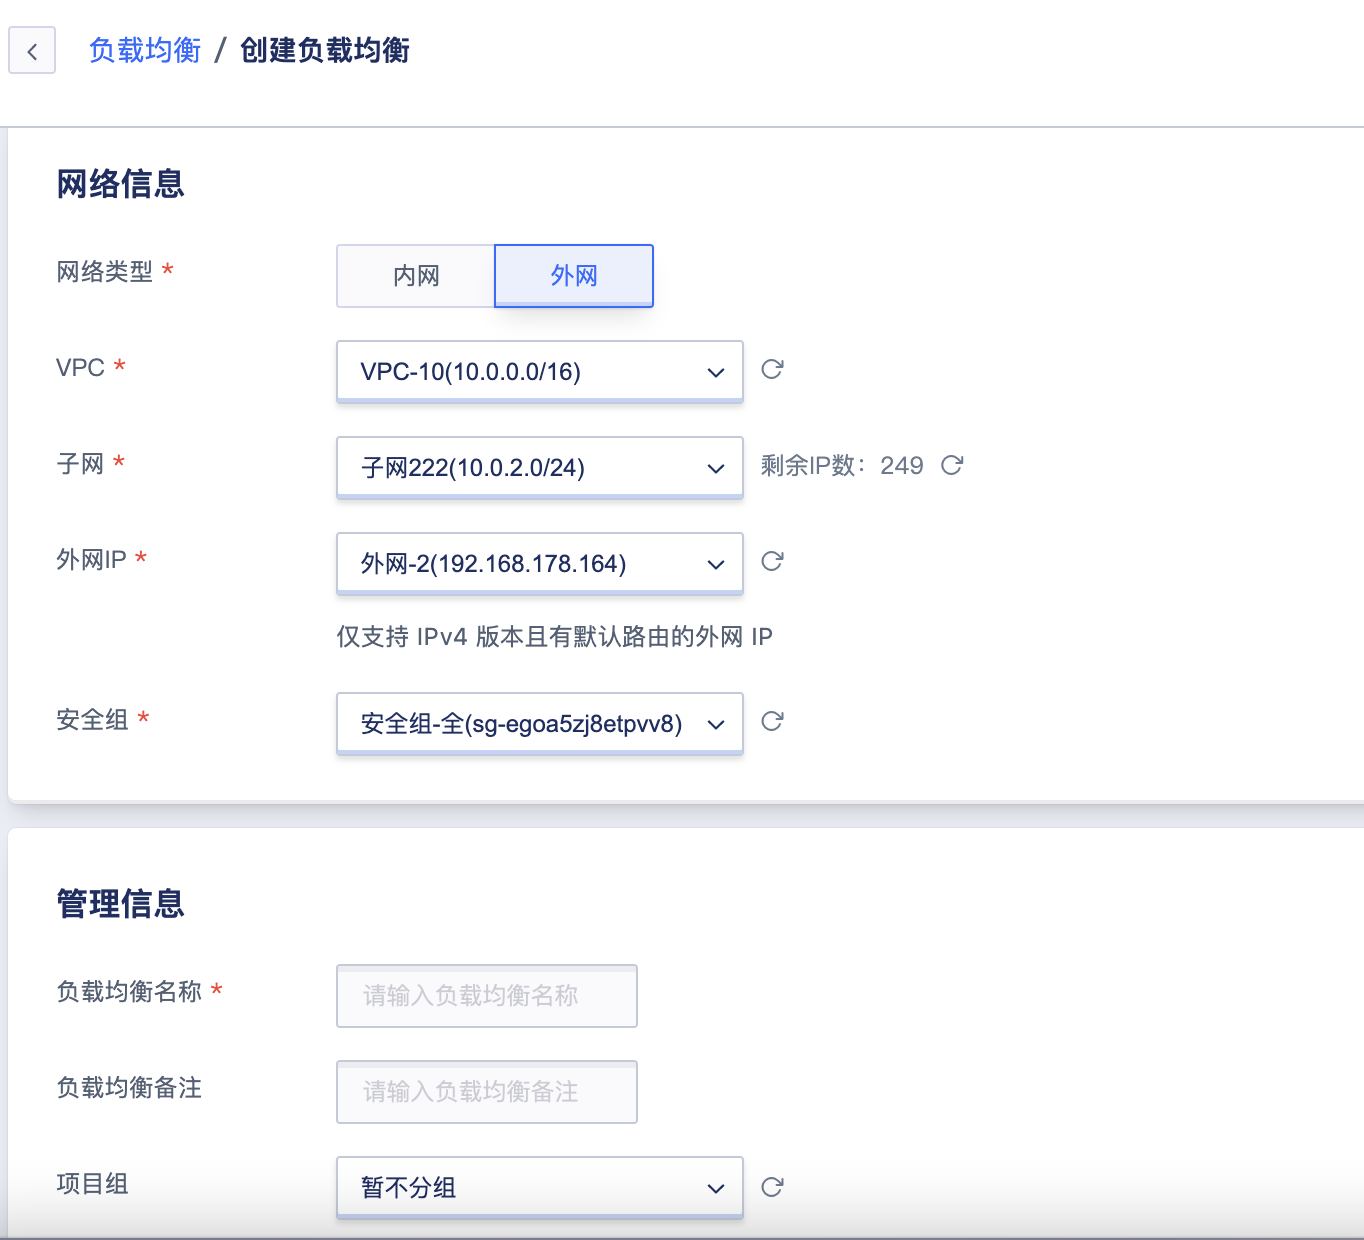 负载均衡 / 创建负载均衡
网络信息
网络类型 * 内网 外网
VPC * VPC-10(10.0.0.0/16)
子网 * 子网222(10.0.2.0/24) 剩余IP数: 249
外网IP * 外网-2(192.168.178.164)
仅支持 IPv4 版本且有默认路由的外网 IP
安全组 * 安全组-全(sg-egoa5zj8etpvv8)
管理信息
负载均衡名称 * 请输入负载均衡名称
负载均衡备注 请输入负载均衡备注
项目组 暂不分组